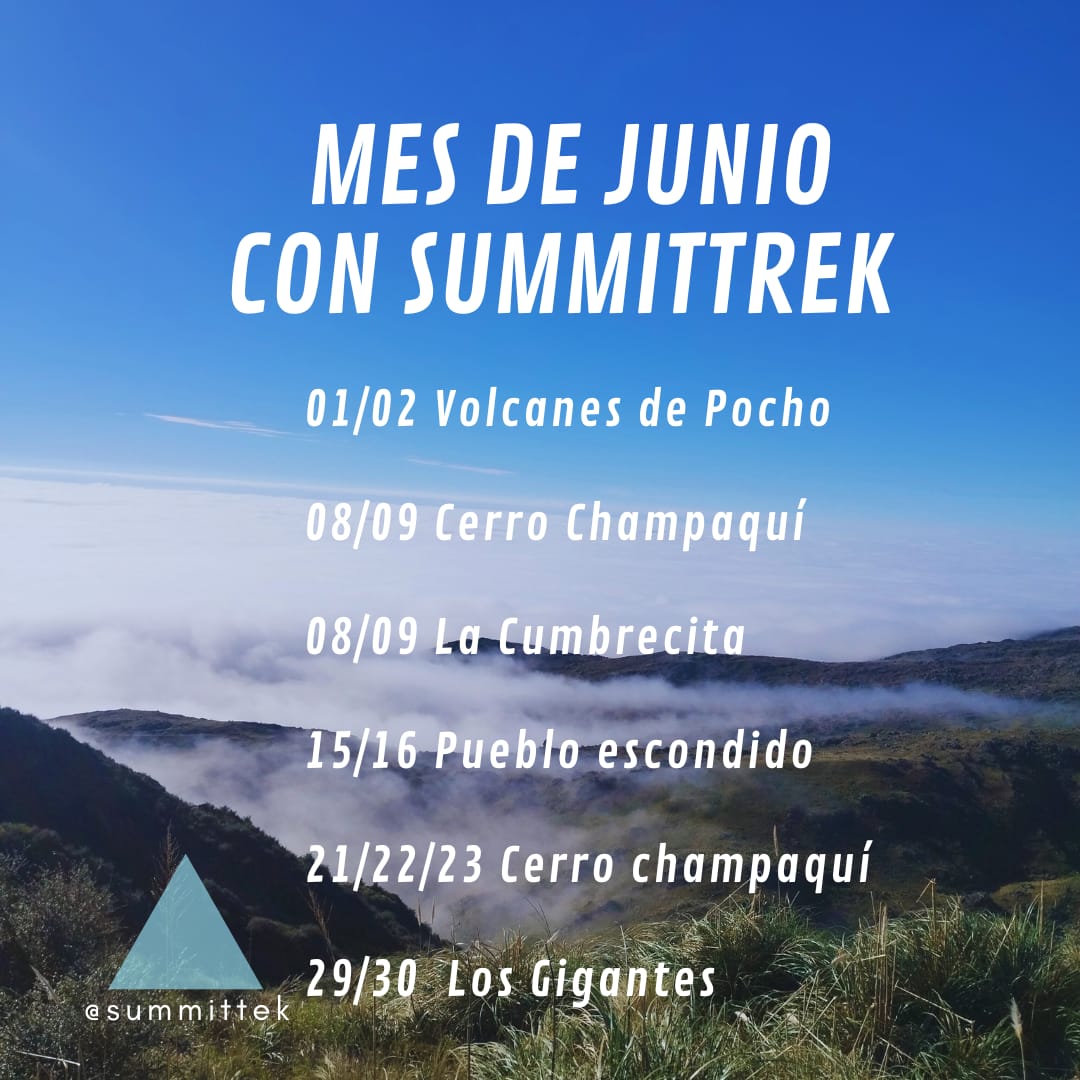 MES DE JUNIO
CON SUMMITTREK
01/02 Volcanes de Pocho
08/09 Cerro Champaquí
08/09 La Cumbrecita
15/16 Pueblo escondido
21/22/23 Cerro champaquí
29/30 Los Gigantes
@summittek